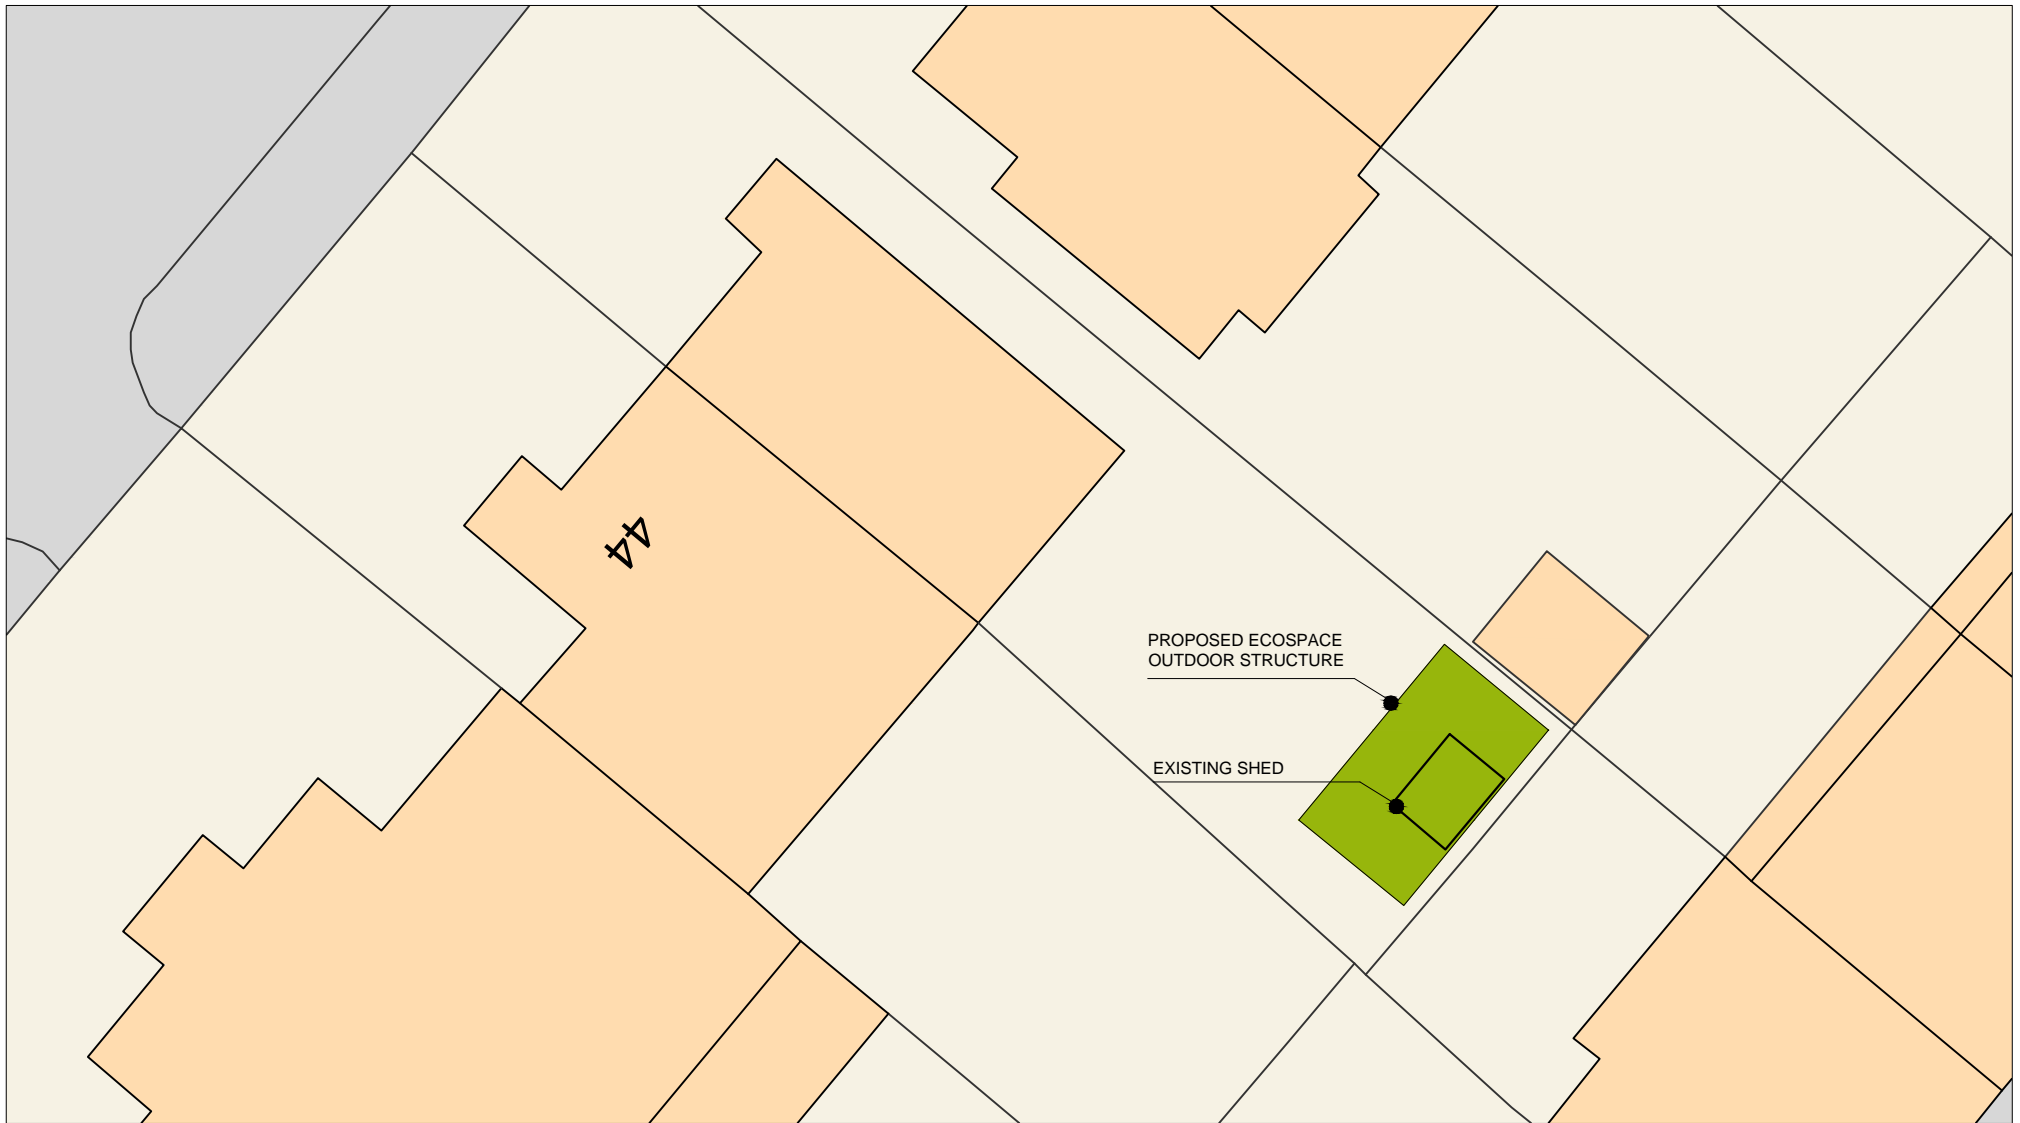 44
PROPOSED ECOSPACE
OUTDOOR STRUCTURE
EXISTING SHED